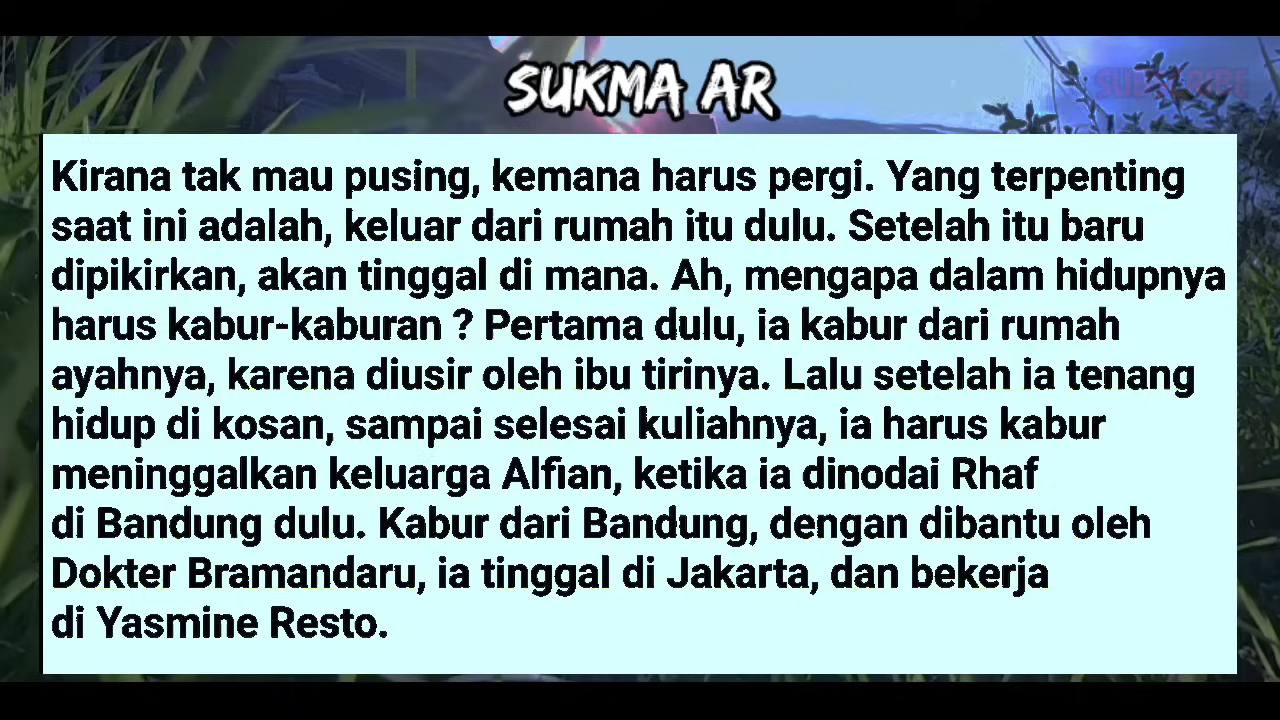 SUKMA AR
SUBSCRIBE
Kirana tak mau pusing, kemana harus pergi. Yang terpenting
saat ini adalah, keluar dari rumah itu dulu. Setelah itu baru
dipikirkan, akan tinggal di mana. Ah, mengapa dalam hidupnya
harus kabur-kaburan ? Pertama dulu, ia kabur dari rumah
ayahnya, karena diusir oleh ibu tirinya. Lalu setelah ia tenang
hidup di kosan, sampai selesai kuliahnya, ia harus kabur
meninggalkan keluarga Alfian, ketika ia dinodai Rhaf
di Bandung dulu. Kabur dari Bandung, dengan dibantu oleh
Dokter Bramandaru, ia tinggal di Jakarta, dan bekerja
di Yasmine Resto.